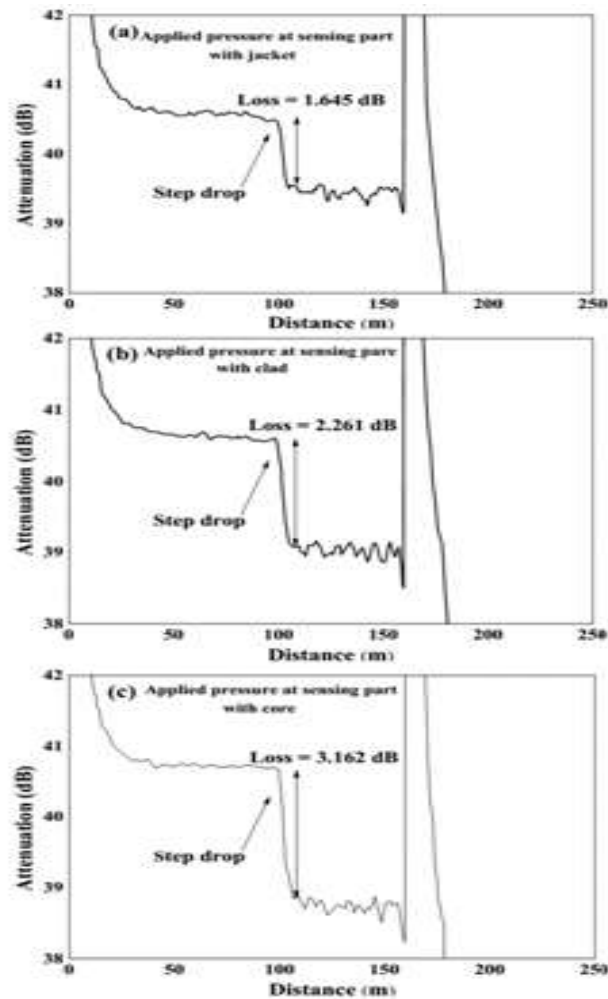 42
(a) Applied pressure at sensing part
with jacket
Loss = 1.645 dB
41
40
Step drop
39
38
Attenuation (dB)
0 50 100 150 200 250
Distance (m)
42
(b) Applied pressure at sensing pare
with clad
Loss = 2.261 dB
41
40
Step drop
39
38
Attenuation (dB)
0 50 100 150 200 250
Distance (m)
42
(c) Applied pressure at sensing part
with core
Loss = 3.162 dB
41
40
Step drop
39
38
Attenuation (dB)
0 50 100 150 200 250
Distance (m)